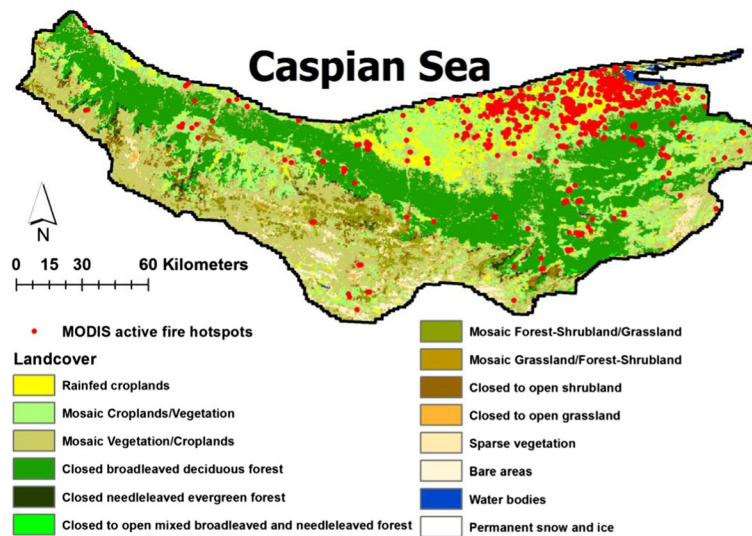 Caspian Sea
N
0 15 30 60 Kilometers
MODIS active fire hotspots
Landcover
Rainfed croplands
Mosaic Croplands/Vegetation
Mosaic Vegetation/Croplands
Closed broadleaved deciduous forest
Closed needleleaved evergreen forest
Closed to open mixed broadleaved and needleleaved forest
Mosaic Forest-Shrubland/Grassland
Mosaic Grassland/Forest-Shrubland
Closed to open shrubland
Closed to open grassland
Sparse vegetation
Bare areas
Water bodies
Permanent snow and ice